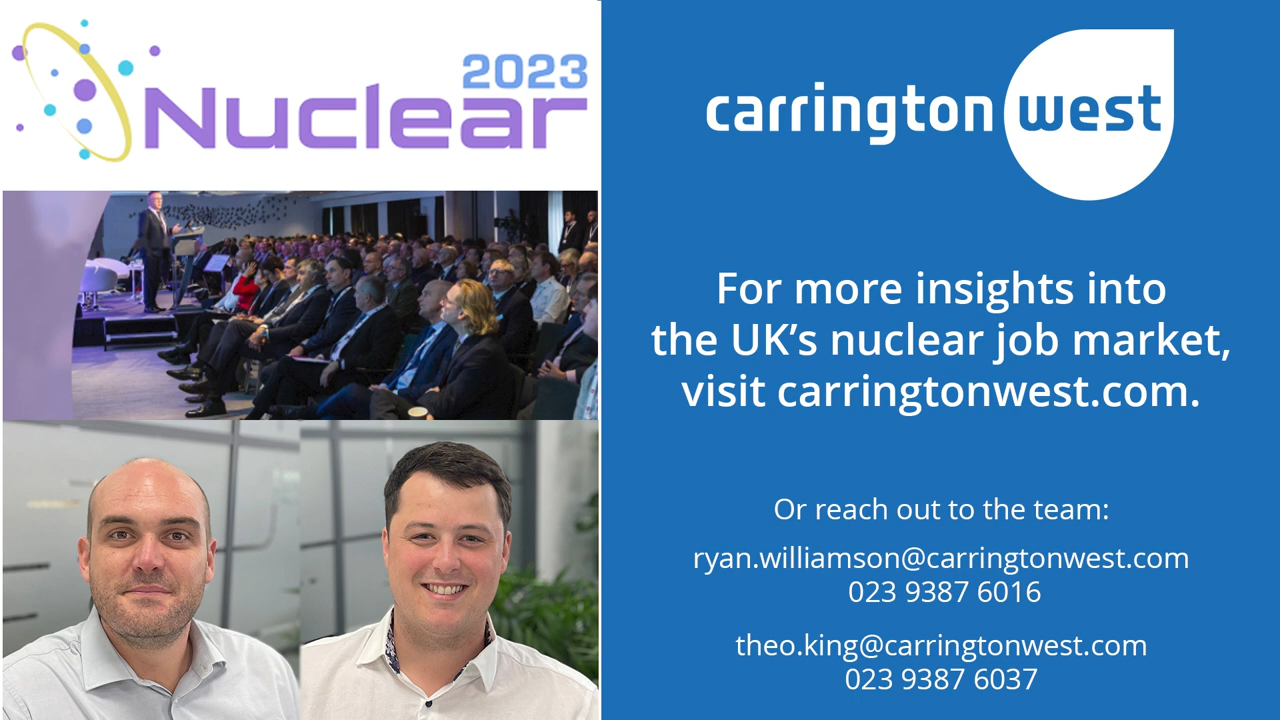 2023
Nuclear
carrington west
For more insights into
the UK’s nuclear job market,
visit carringtonwest.com.
Or reach out to the team:
ryan.williamson@carringtonwest.com
023 9387 6016
theo.king@carringtonwest.com
023 9387 6037